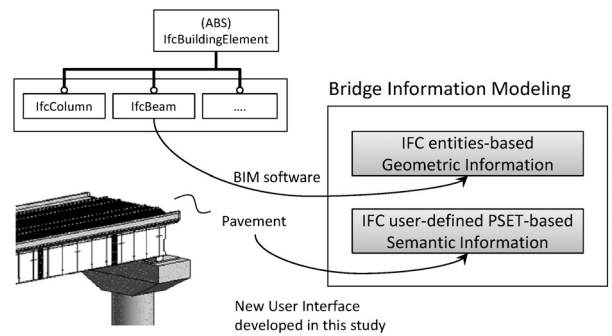 (ABS)
IfcBuildingElement
IfcColumn
IfcBeam
....
Bridge Information Modeling
IFC entities-based
Geometric Information
BIM software
IFC user-defined PSET-based
Semantic Information
Pavement
New User Interface
developed in this study